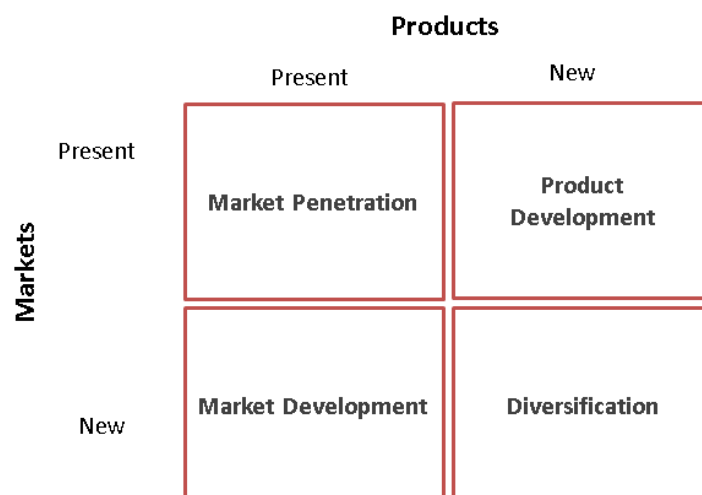 Products
Present
New
Present
Market Penetration
Product
Development
Markets
New
Market Development
Diversification